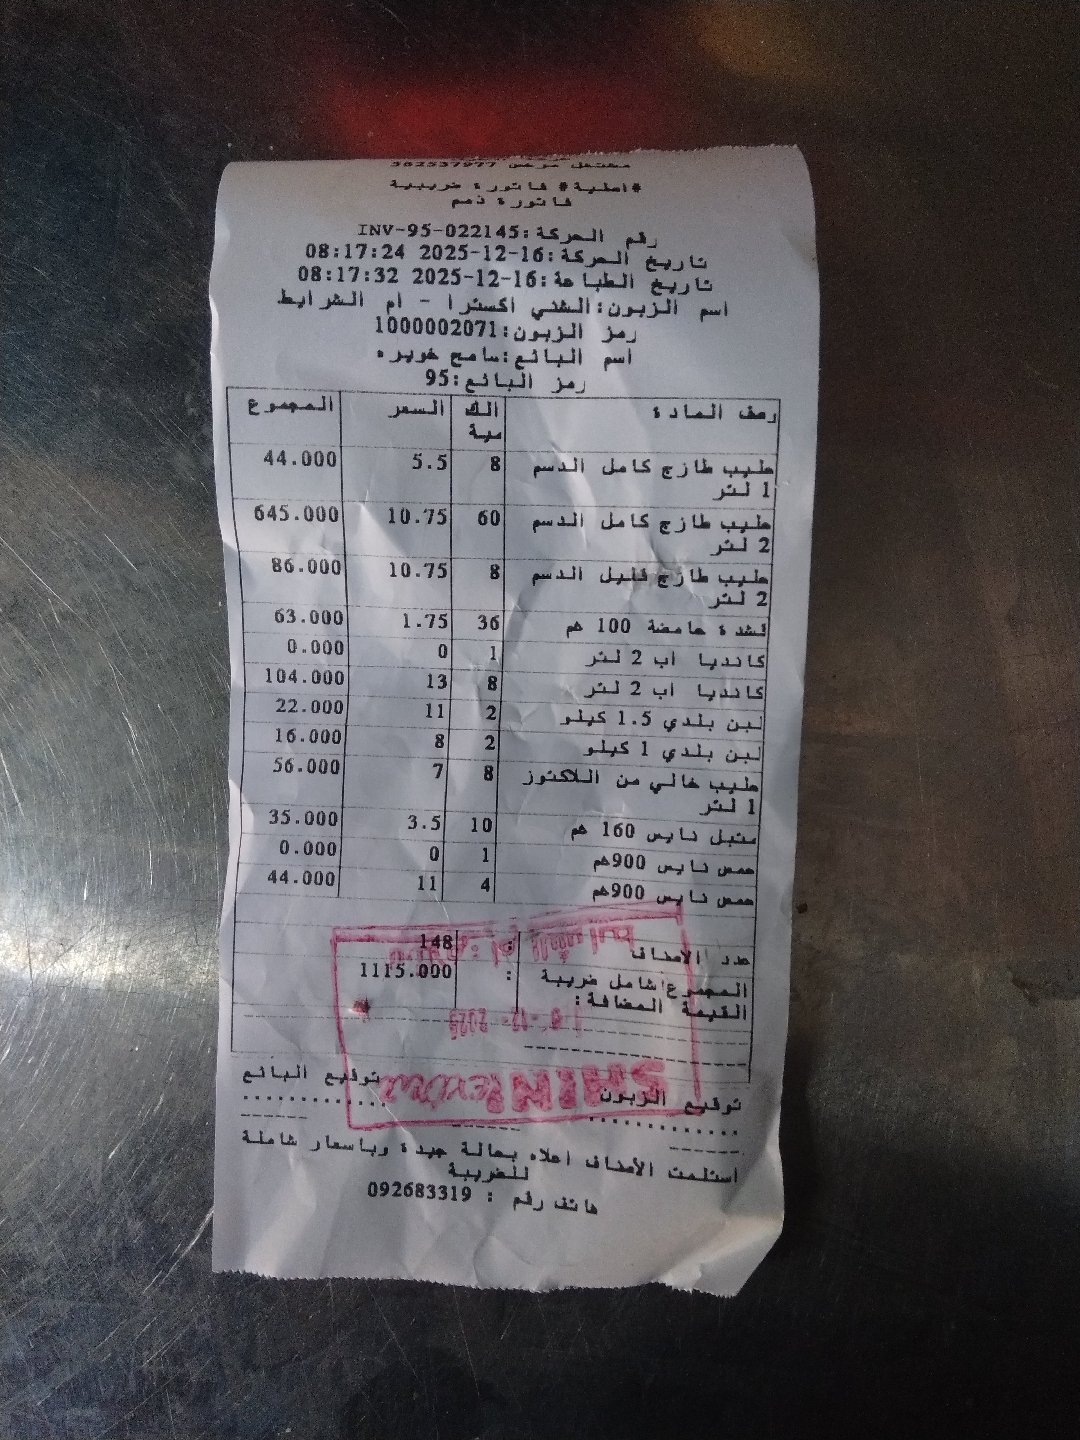 مشتغل مرخص 562537977
#اصلية# فاتورة ضريبية
فاتورة ذمم
رقم الحركة:INV-95-022145
تاريخ الحركة:2025-12-16 08:17:24
تاريخ الطباعة:2025-12-16 08:17:32
اسم الزبون:الشني اكسترا - ام الشرايط
رمز الزبون:1000002071
اسم البائع:سامح خويره
رمز البائع:95
وصف المادة الكمية السعر المجموع
حليب طازج كامل الدسم 8 5.5 44.000
1 لتر
حليب طازج كامل الدسم 60 10.75 645.000
2 لتر
حليب طازج قليل الدسم 8 10.75 86.000
2 لتر
قشدة حامضة 100 غم 36 1.75 63.000
كانديا اب 2 لتر 1 0 0.000
كانديا اب 2 لتر 8 13 104.000
لبن بلدي 1.5 كيلو 2 11 22.000
لبن بلدي 1 كيلو 2 8 16.000
حليب خالي من اللاكتوز 8 7 56.000
1 لتر
متبل نايس 160 غم 10 3.5 35.000
حمص نايس 900غم 1 0 0.000
حمص نايس 900غم 4 11 44.000
عدد الأصناف : 148
المجموع شامل ضريبة : 1115.000
القيمة المضافة:
توقيع الزبون توقيع البائع
استلمت الأصناف اعلاه بحالة جيدة وباسعار شاملة
للضريبة
هاتف رقم : 092683319